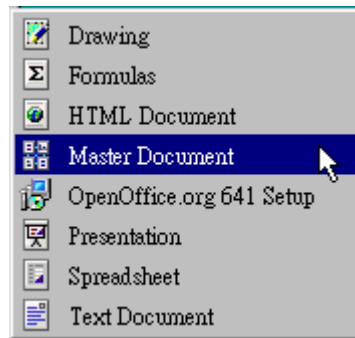 Drawing
Formulas
HTML Document
Master Document
OpenOffice.org 641 Setup
Presentation
Spreadsheet
Text Document